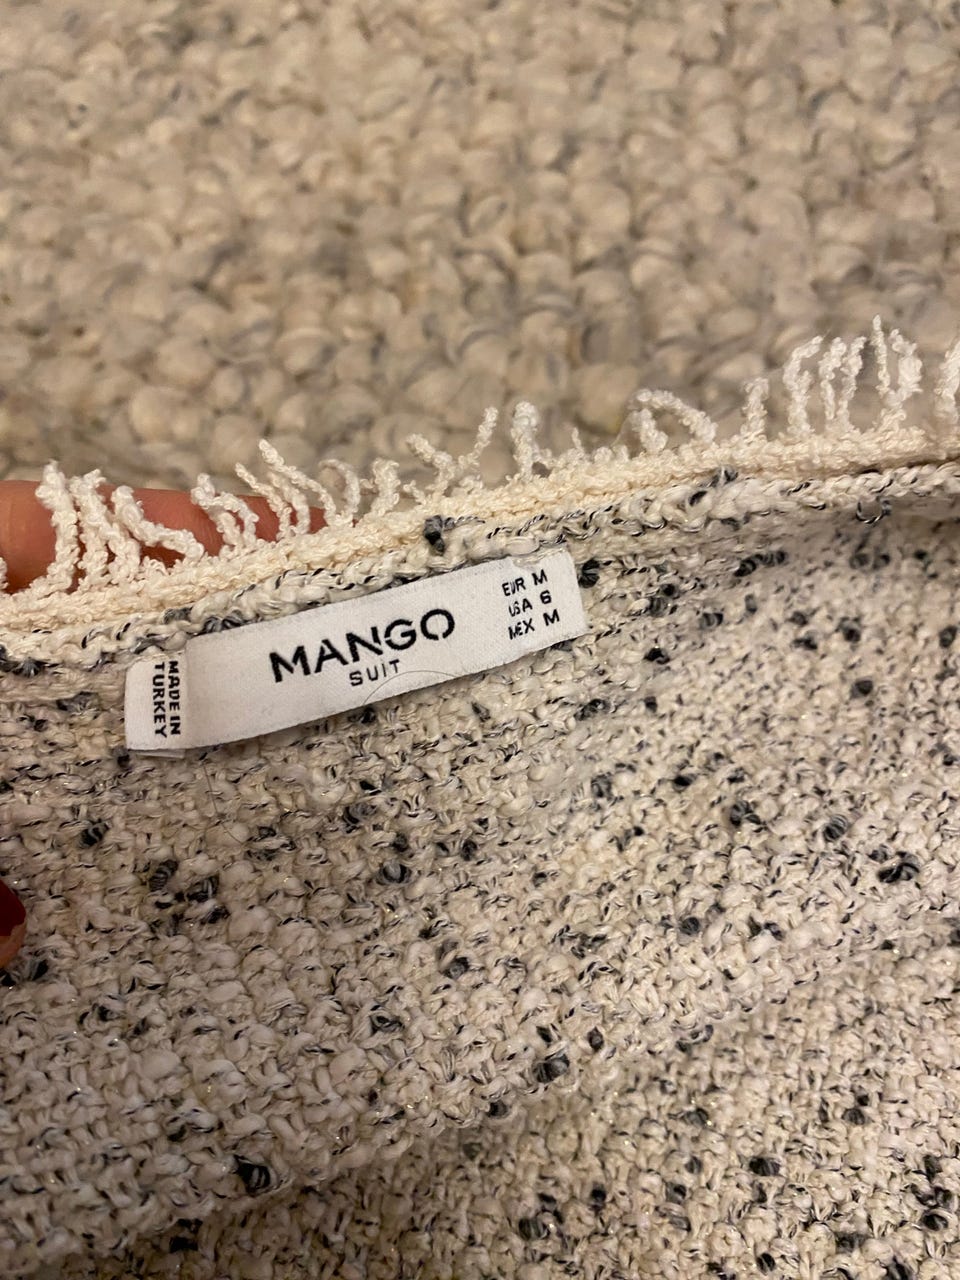 MANGO
SUIT
EUR M
USA 6
MEX M
MADE IN
TURKEY